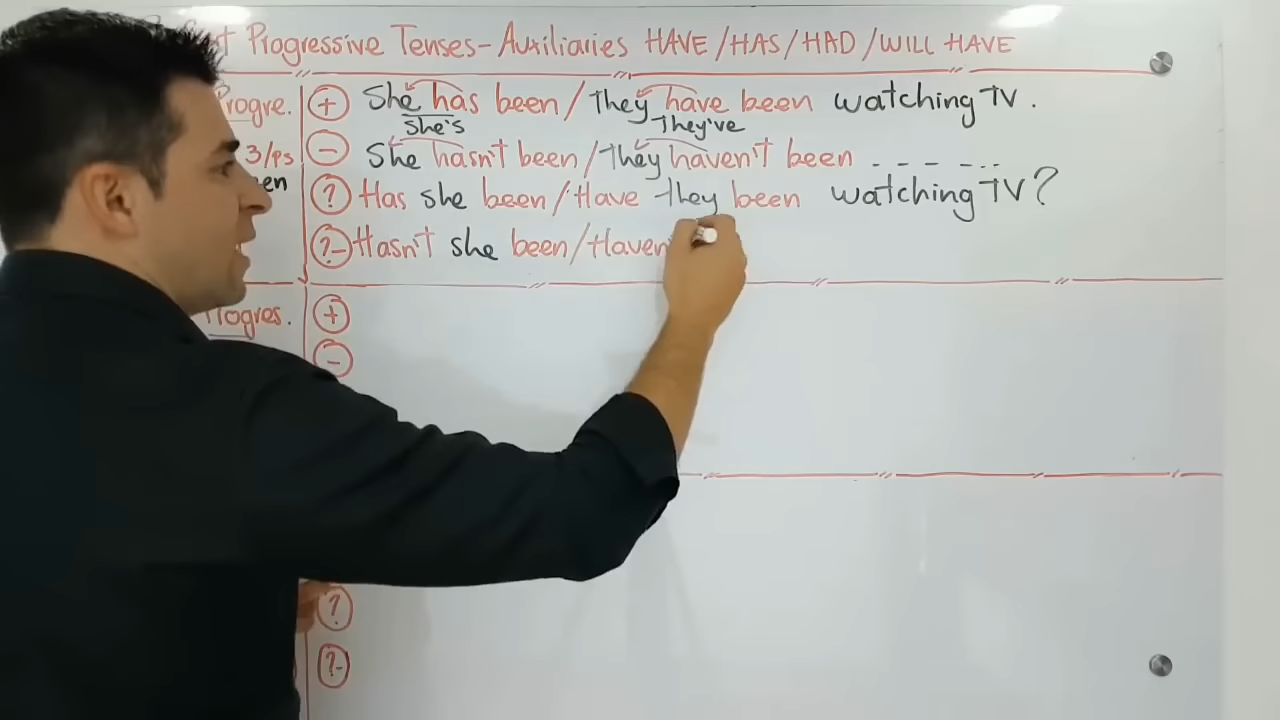 Progressive Tenses-Auxiliaries HAVE/HAS/HAD/WILL HAVE
Progre. + She has been/They have been watching TV.
she's They've
3/ps - She hasn't been/They haven't been _ _ _ _ ...
? Has she been/Have they been watching TV?
?- Hasn't she been/Haven
Progres. +
-
?
?-